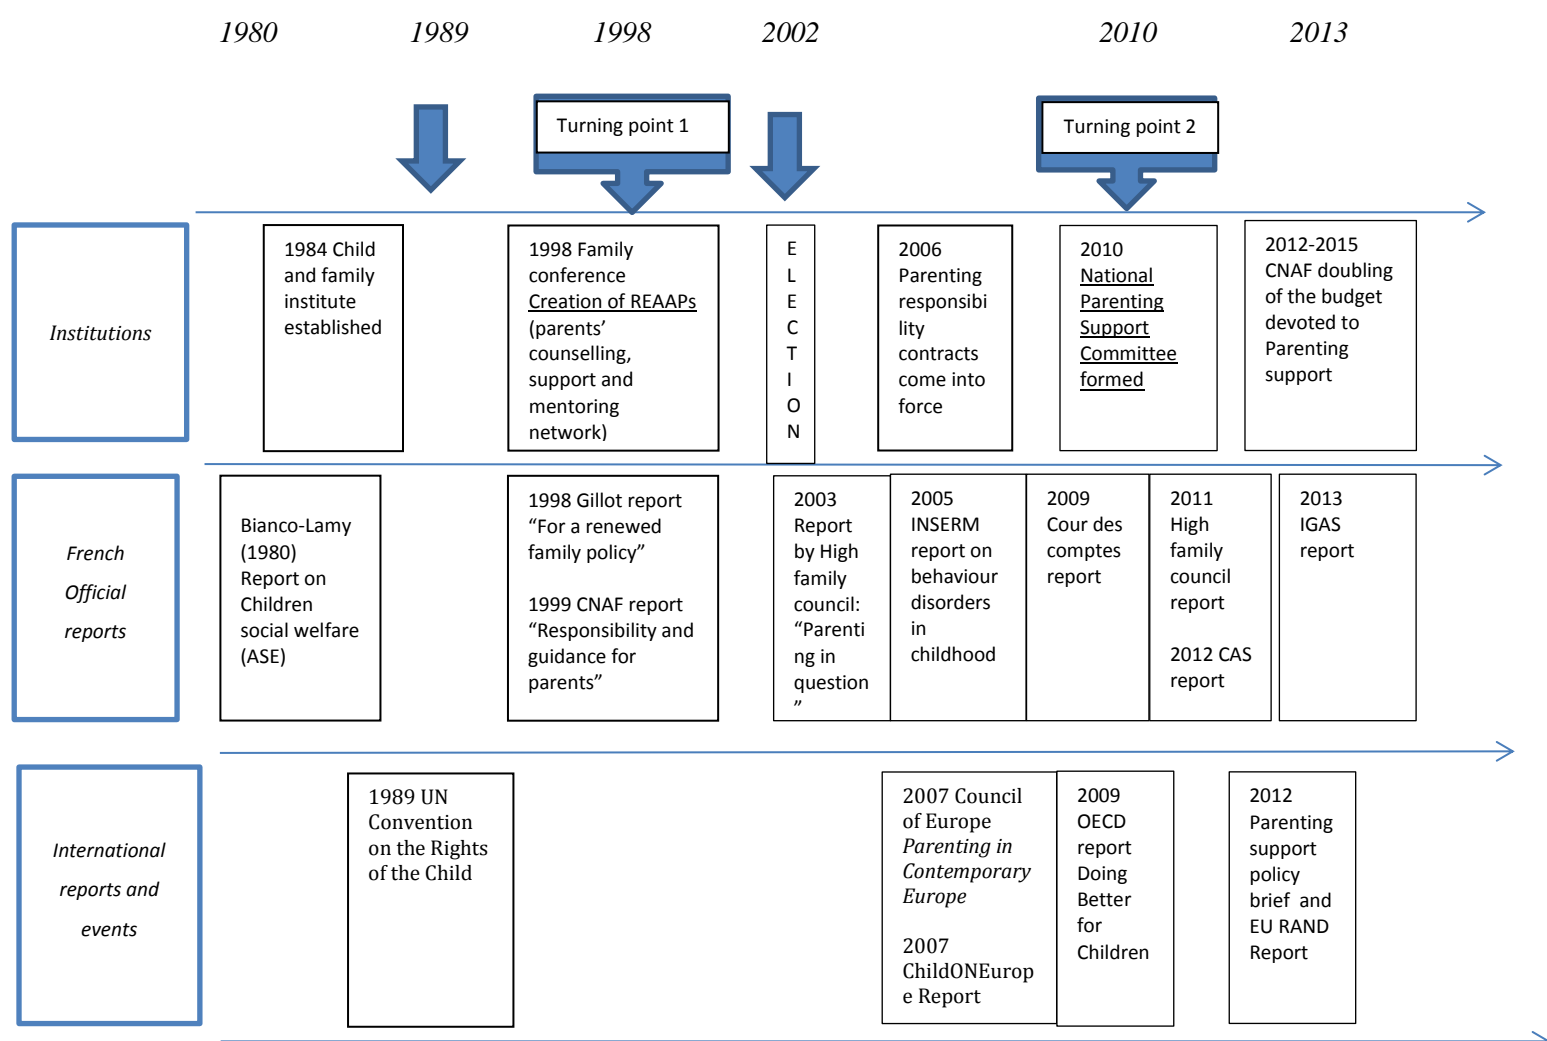 1980 1989 1998 2002 2010 2013
Turning point 1
Turning point 2
Institutions
1984 Child
and family
institute
established
1998 Family
conference
Creation of REAAPs
(parents’
counselling,
support and
mentoring
network)
E
L
E
C
T
I
O
N
2006
Parenting
responsibi
lity
contracts
come into
force
2010
National
Parenting
Support
Committee
formed
2012-2015
CNAF doubling
of the budget
devoted to
Parenting
support
French
Official
reports
Bianco-Lamy
(1980)
Report on
Children
social welfare
(ASE)
1998 Gillot report
“For a renewed
family policy”
1999 CNAF report
“Responsibility and
guidance for
parents”
2003
Report
by High
family
council:
“Parenti
ng in
question
”
2005
INSERM
report on
behaviour
disorders
in
childhood
2009
Cour des
comptes
report
2011
High
family
council
report
2012 CAS
report
2013
IGAS
report
International
reports and
events
1989 UN
Convention
on the Rights
of the Child
2007 Council
of Europe
Parenting in
Contemporary
Europe
2007
ChildONEurop
e Report
2009
OECD
report
Doing
Better
for
Children
2012
Parenting
support
policy
brief and
EU RAND
Report